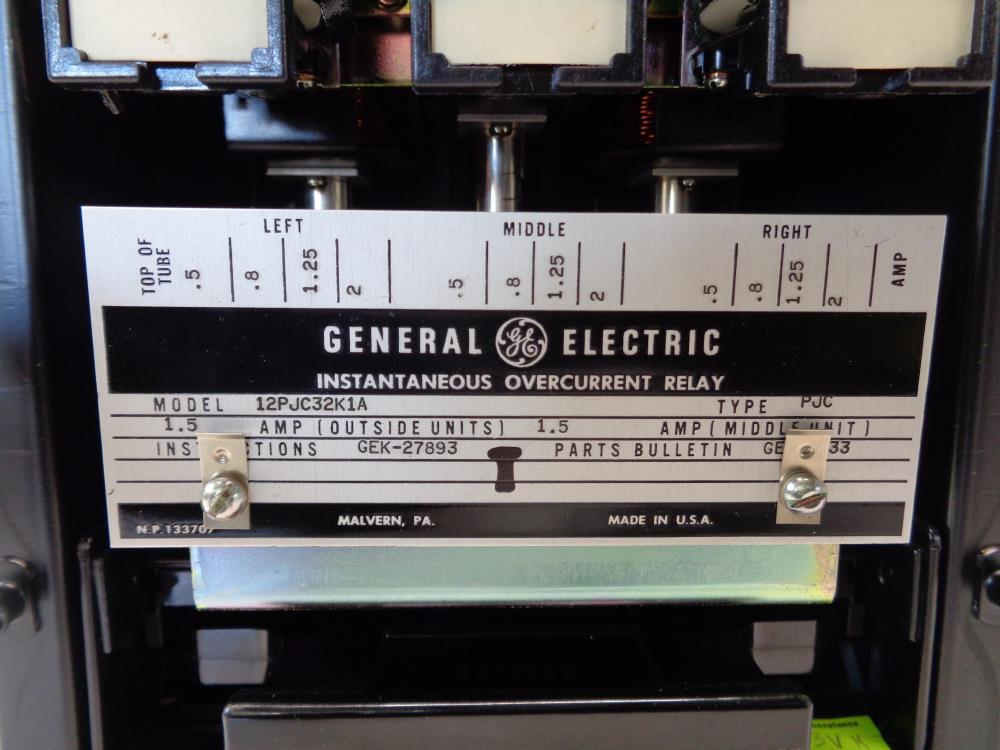 LEFT MIDDLE RIGHT
TOP OF TUBE .5 .8 1.25 2 .5 .8 1.25 2 .5 .8 1.25 2 AMP
GENERAL GE ELECTRIC
INSTANTANEOUS OVERCURRENT RELAY
MODEL 12PJC32K1A TYPE PJC
1.5 AMP (OUTSIDE UNITS) 1.5 AMP (MIDDLE UNIT)
GEK-27893 PARTS BULLETIN
N.P. MALVERN, PA. MADE IN U.S.A.